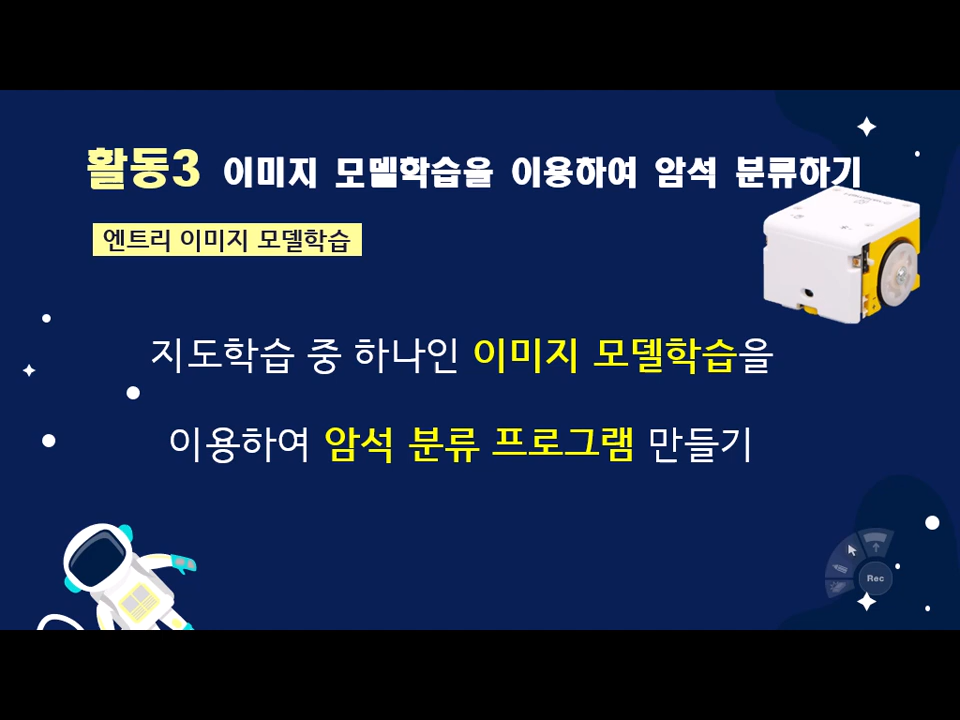 활동3 이미지 모델학습을 이용하여 암석 분류하기
엔트리 이미지 모델학습
지도학습 중 하나인 이미지 모델학습을
이용하여 암석 분류 프로그램 만들기
Rec